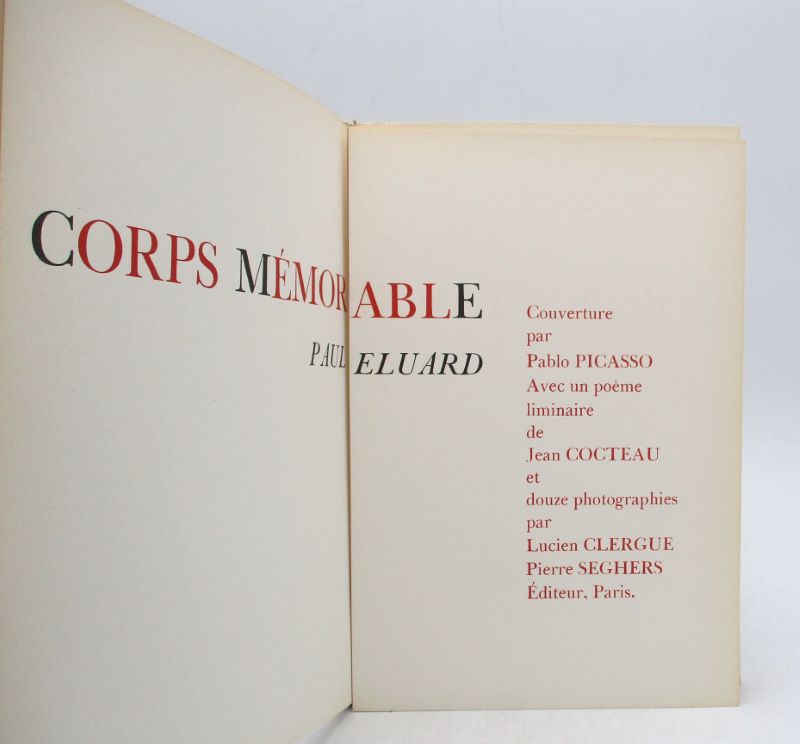 CORPS MÉMORABLE
PAUL ELUARD
Couverture
par
Pablo PICASSO
Avec un poème
liminaire
de
Jean COCTEAU
et
douze photographies
par
Lucien CLERGUE
Pierre SEGHERS
Éditeur, Paris.